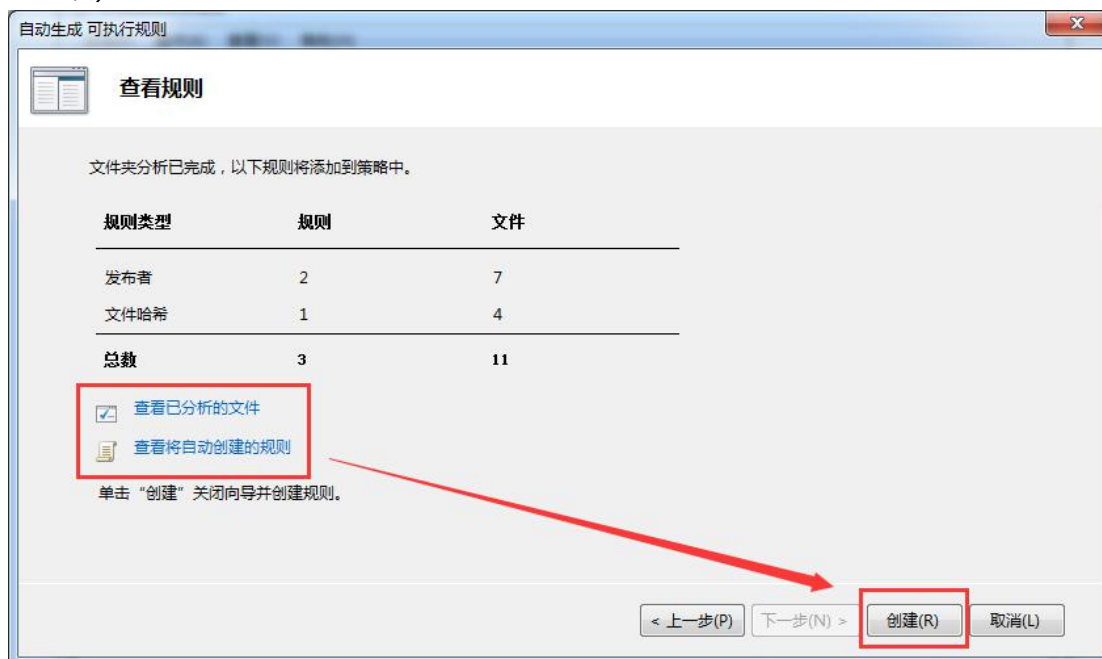 自动生成 可执行规则
查看规则
文件夹分析已完成，以下规则将添加到策略中。
规则类型 规则 文件
发布者 2 7
文件哈希 1 4
总数 3 11
查看已分析的文件
查看将自动创建的规则
单击“创建”关闭向导并创建规则。
< 上一步(P) 下一步(N) > 创建(R) 取消(L)